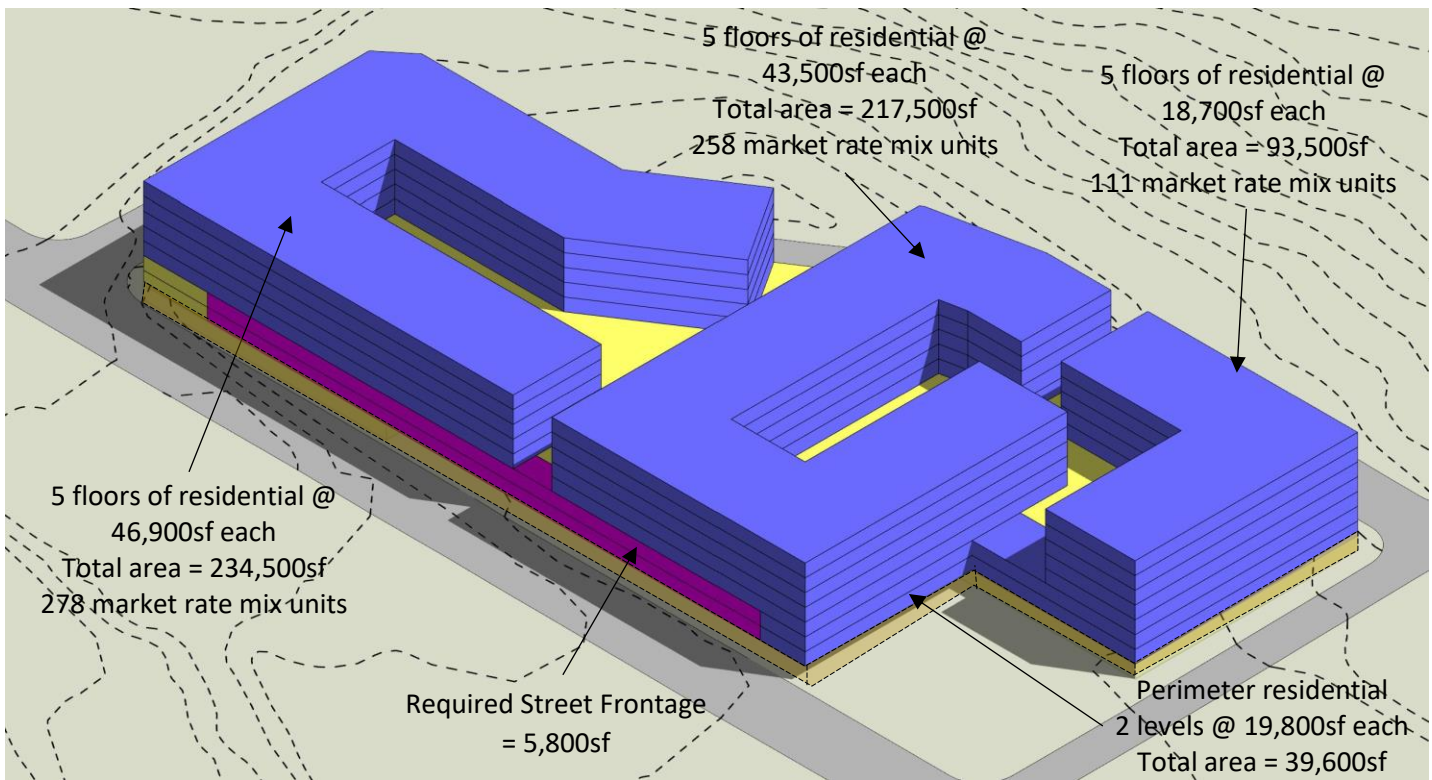 5 floors of residential @
43,500sf each
Total area = 217,500sf
258 market rate mix units
5 floors of residential @
18,700sf each
Total area = 93,500sf
111 market rate mix units
5 floors of residential @
46,900sf each
Total area = 234,500sf
278 market rate mix units
Required Street Frontage
= 5,800sf
Perimeter residential
2 levels @ 19,800sf each
Total area = 39,600sf